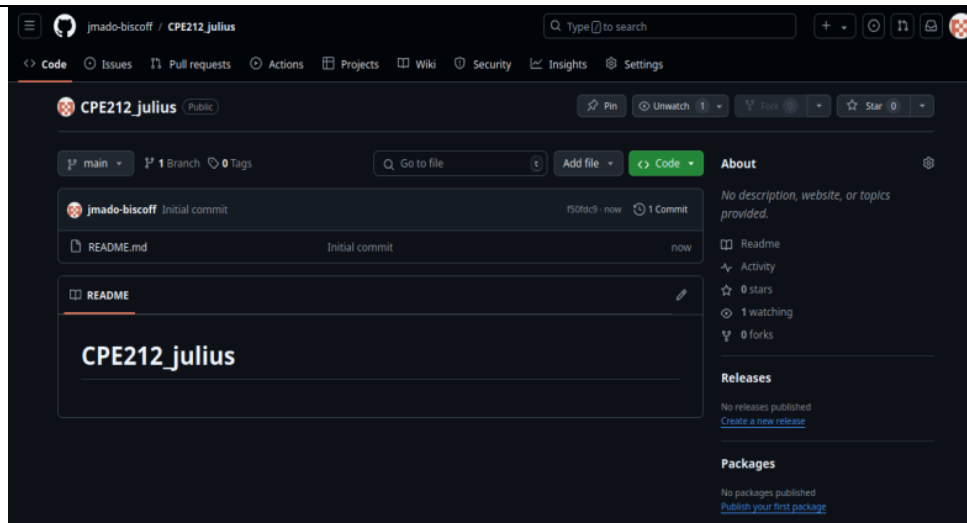 jmado-biscoff / CPE212_julius
Type / to search
Code Issues Pull requests Actions Projects Wiki Security Insights Settings
CPE212_julius Public
Pin Unwatch 1 Fork 0 Star 0
main 1 Branch 0 Tags Go to file t Add file Code
jmado-biscoff Initial commit f50fdc9 · now 1 Commit
README.md Initial commit now
README
CPE212_julius
About
No description, website, or topics
provided.
Readme
Activity
0 stars
1 watching
0 forks
Releases
No releases published
Create a new release
Packages
No packages published
Publish your first package